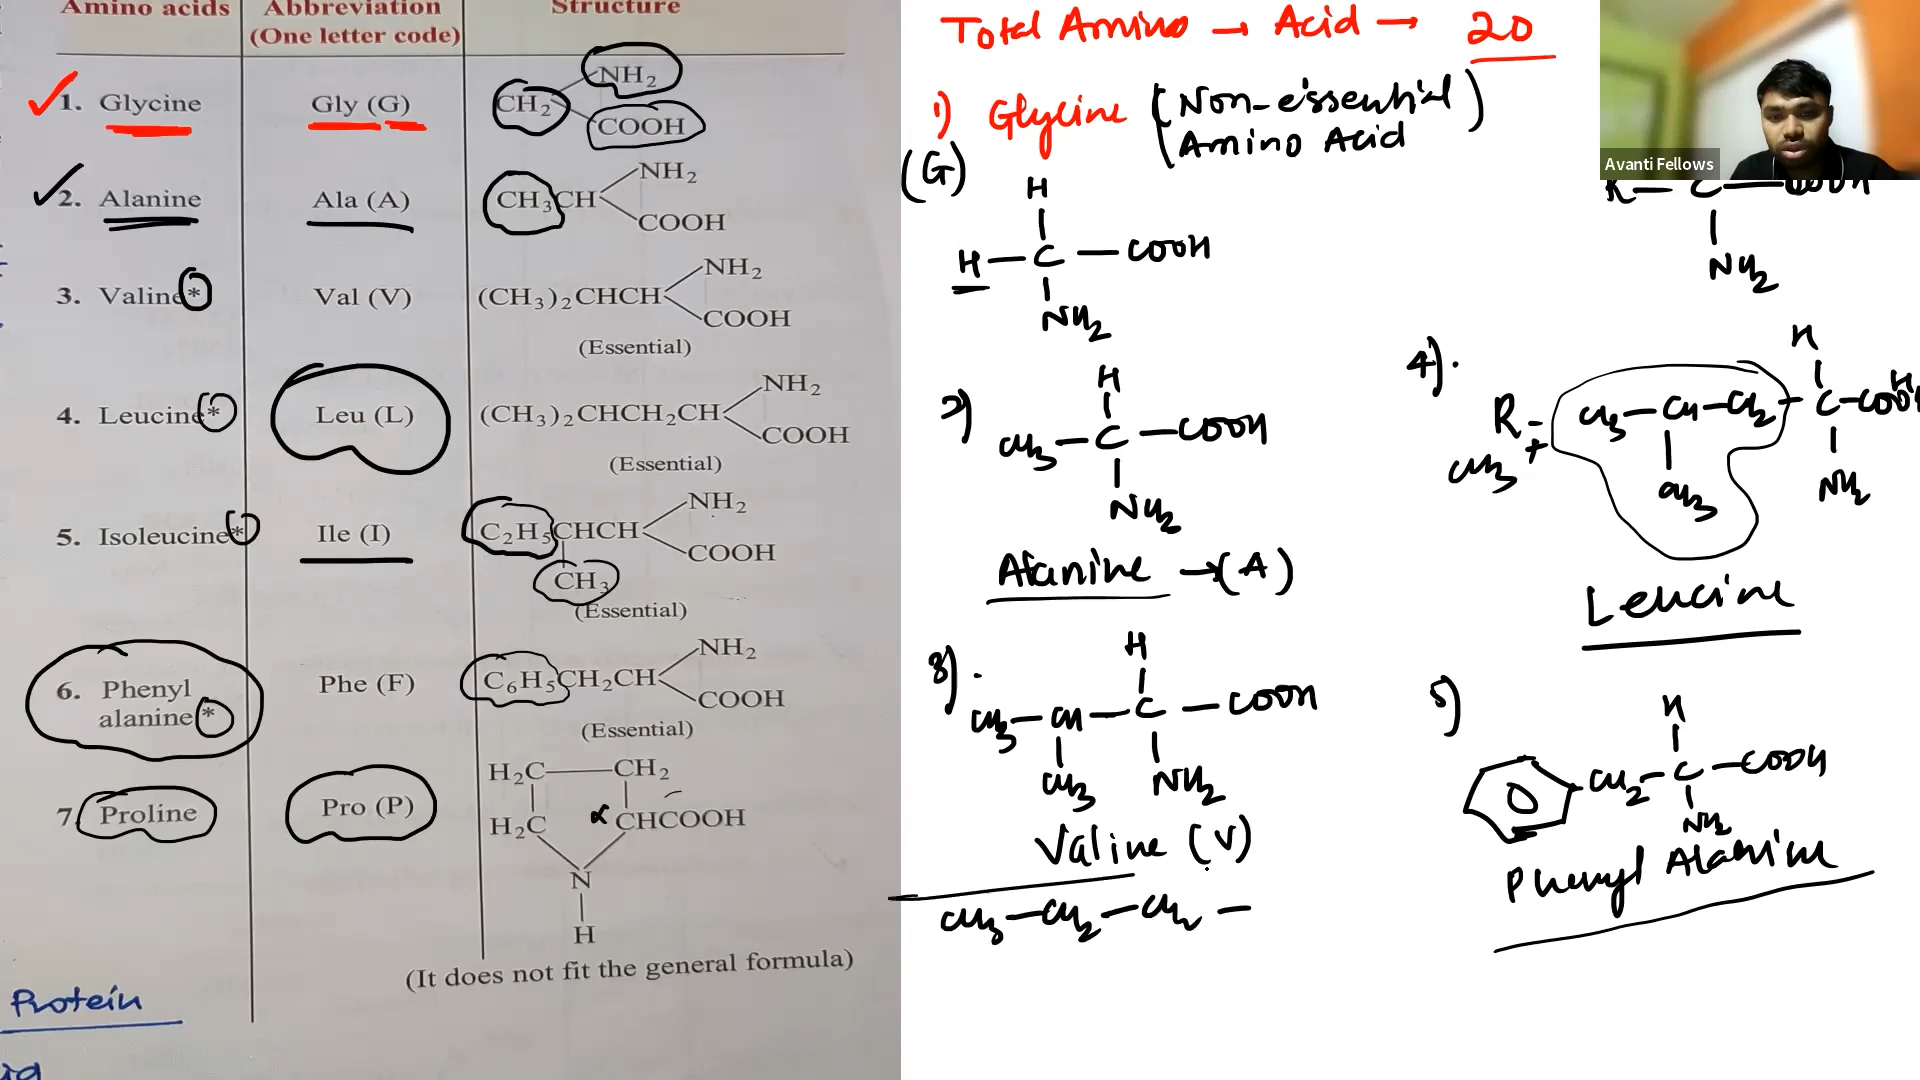 Amino acids Abbreviation Structure
(One letter code)
✓1. Glycine Gly (G) CH₂ NH₂ COOH
✓2. Alanine Ala (A) CH₃CH NH₂ COOH
3. Valine* Val (V) (CH₃)₂CHCH NH₂ COOH
(Essential)
4. Leucine* Leu (L) (CH₃)₂CHCH₂CH NH₂ COOH
(Essential)
5. Isoleucine* Ile (I) C₂H₅CHCH NH₂ COOH
CH₃
(Essential)
6. Phenyl
alanine* Phe (F) C₆H₅CH₂CH NH₂ COOH
(Essential)
7. Proline Pro (P) H₂C CH₂
H₂C α CHCOOH
N
H
(It does not fit the general formula)
Protein
Total Amino → Acid → 20
1) Glycine (Non-essential)
(Amino Acid
(G)
H
H — C — COOH
NH₂
2) H
CH₃ — C — COOH
NH₂
Alanine → (A)
3) H
CH₃ — CH — C — COOH
CH₃ NH₂
Valine (V)
CH₃ — CH₂ — CH₂ —
Avanti Fellows
R — C — COOH
NH₂
4) H
R — CH₃ — CH — CH₂ — C — COOH
CH₃ CH₃ NH₂
Leucine
5) H
CH₂ — C — COOH
NH₂
Phenyl Alanine